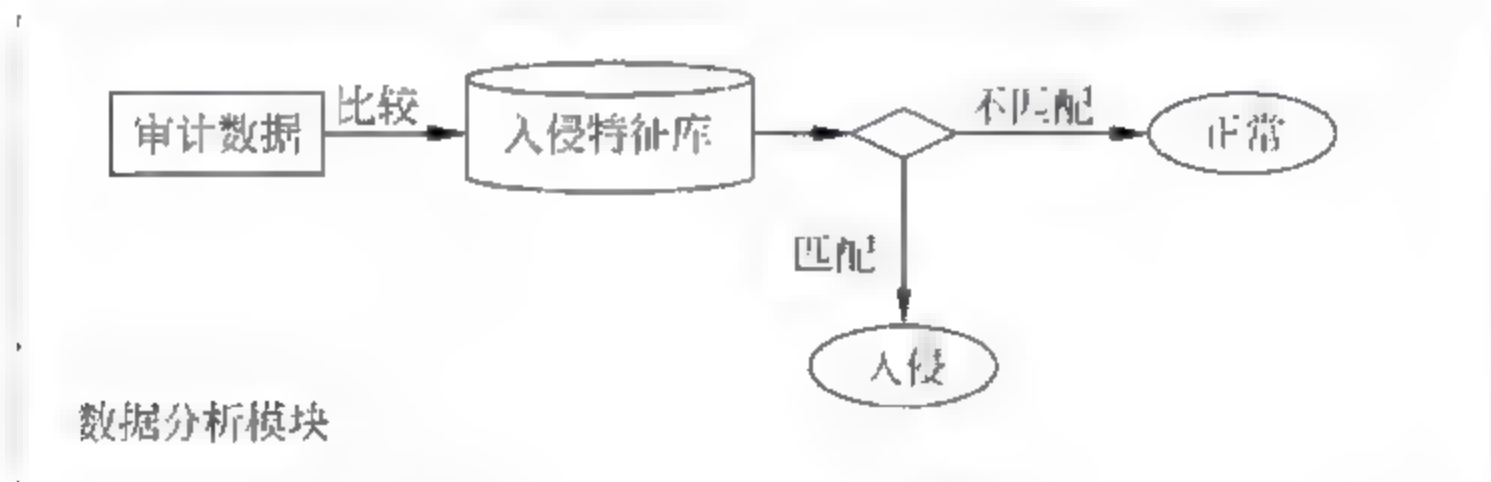 审计数据
比较
入侵特征库
不匹配
正常
匹配
入侵
数据分析模块